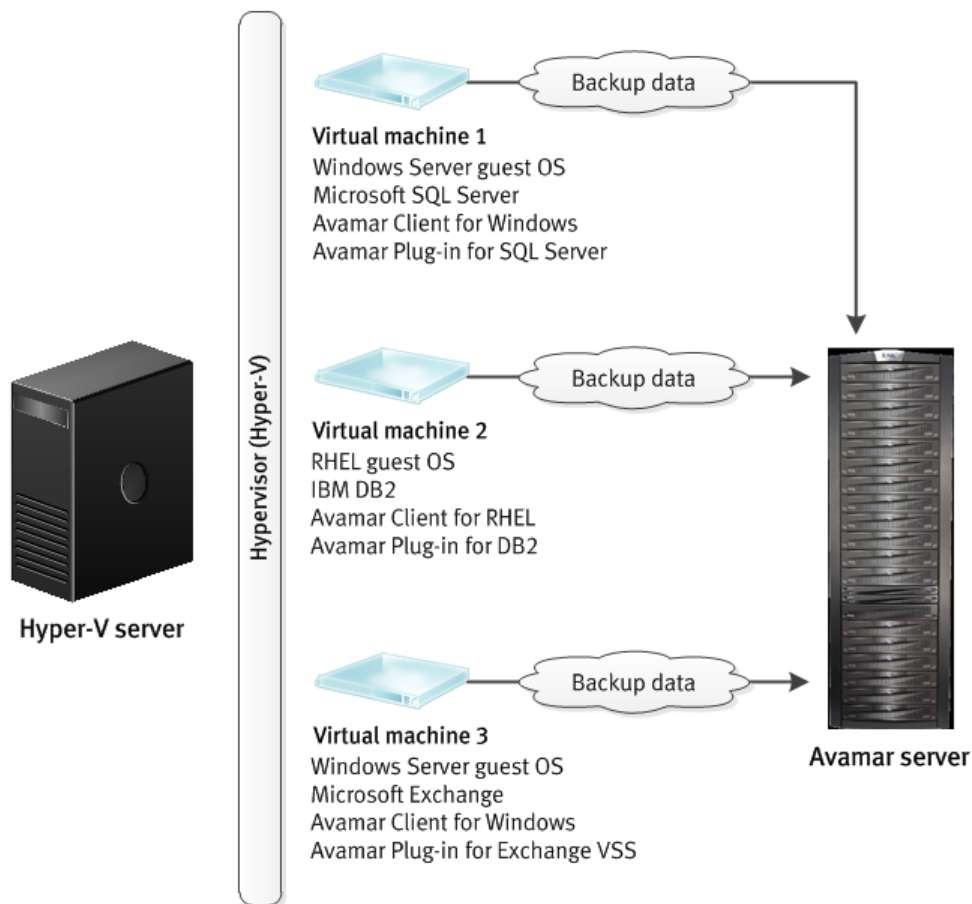 Hypervisor (Hyper-V)
Backup data
Virtual machine 1
Windows Server guest OS
Microsoft SQL Server
Avamar Client for Windows
Avamar Plug-in for SQL Server
Backup data
Virtual machine 2
RHEL guest OS
IBM DB2
Avamar Client for RHEL
Avamar Plug-in for DB2
Hyper-V server
Backup data
Virtual machine 3
Windows Server guest OS
Microsoft Exchange
Avamar Client for Windows
Avamar Plug-in for Exchange VSS
Avamar server